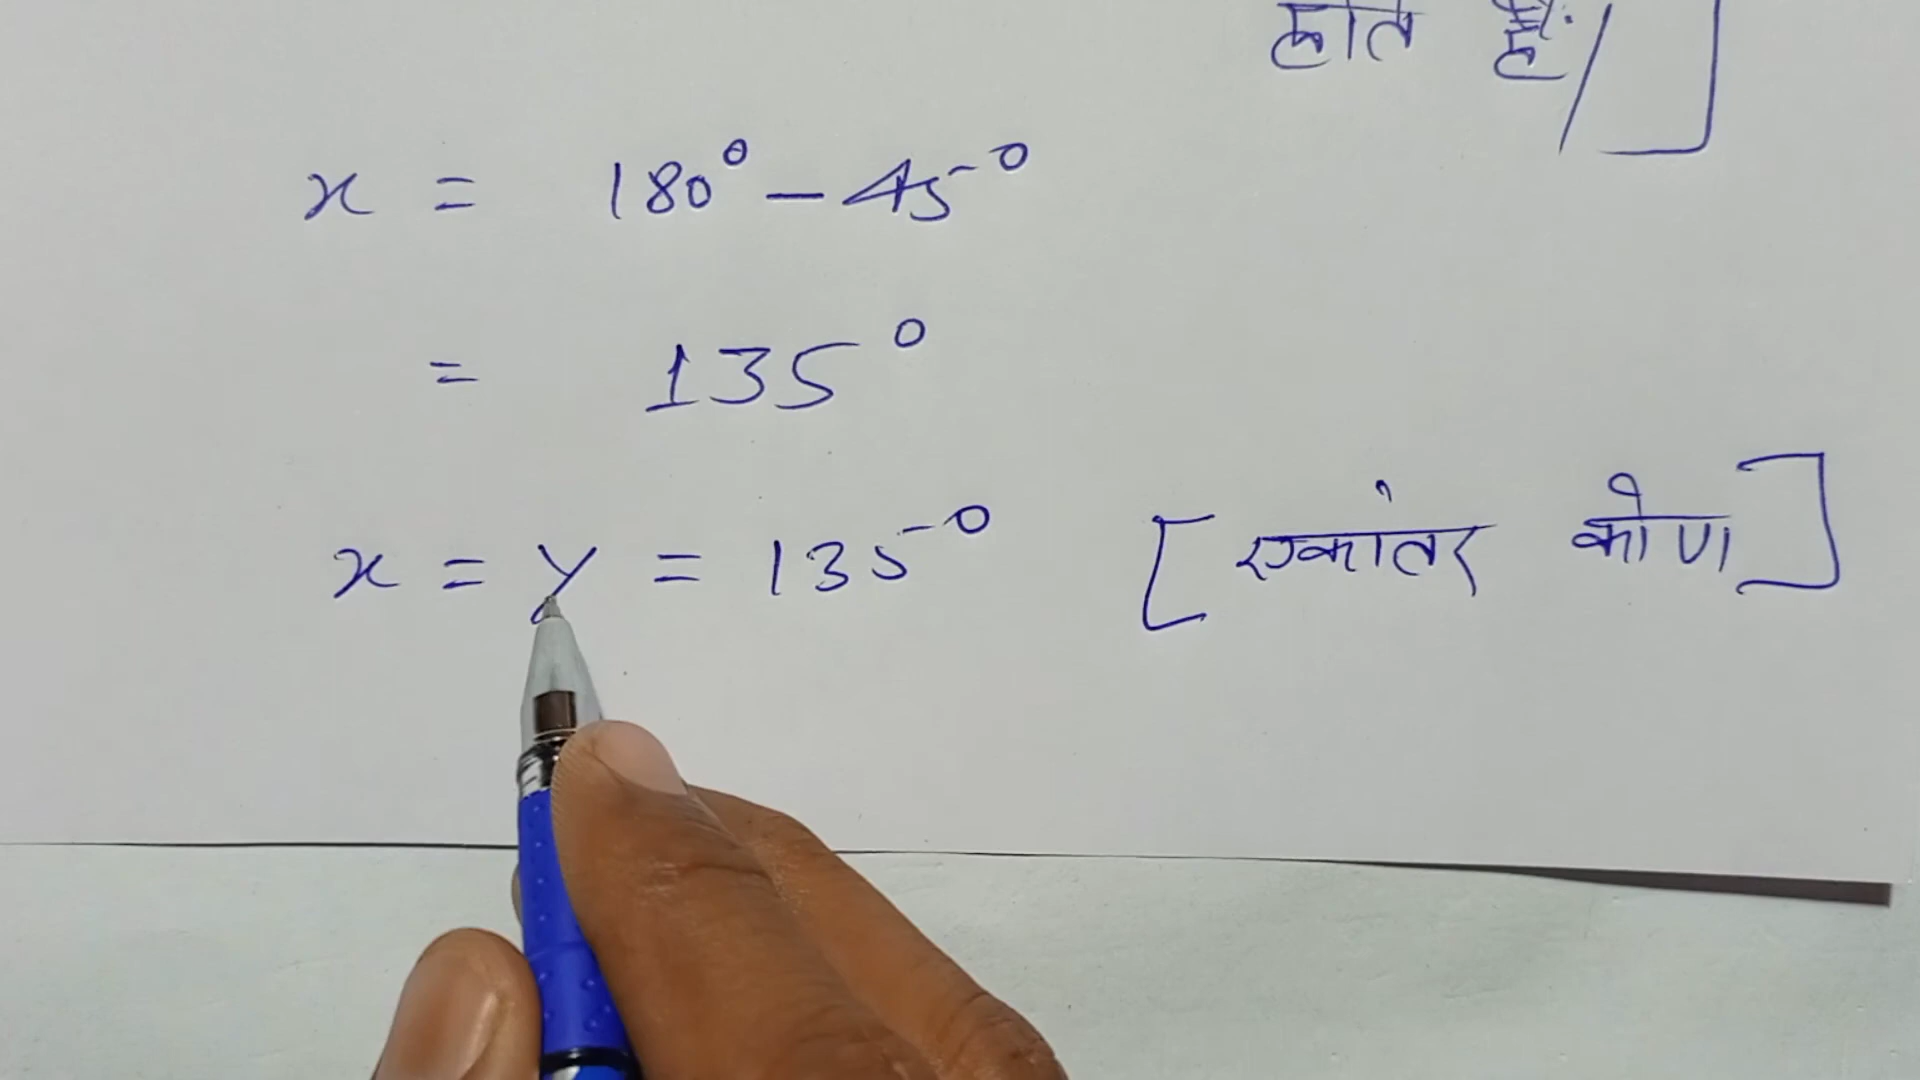 होते हैं।]
x = 180° - 45°
= 135°
x = y = 135° [एकांतर कोण]